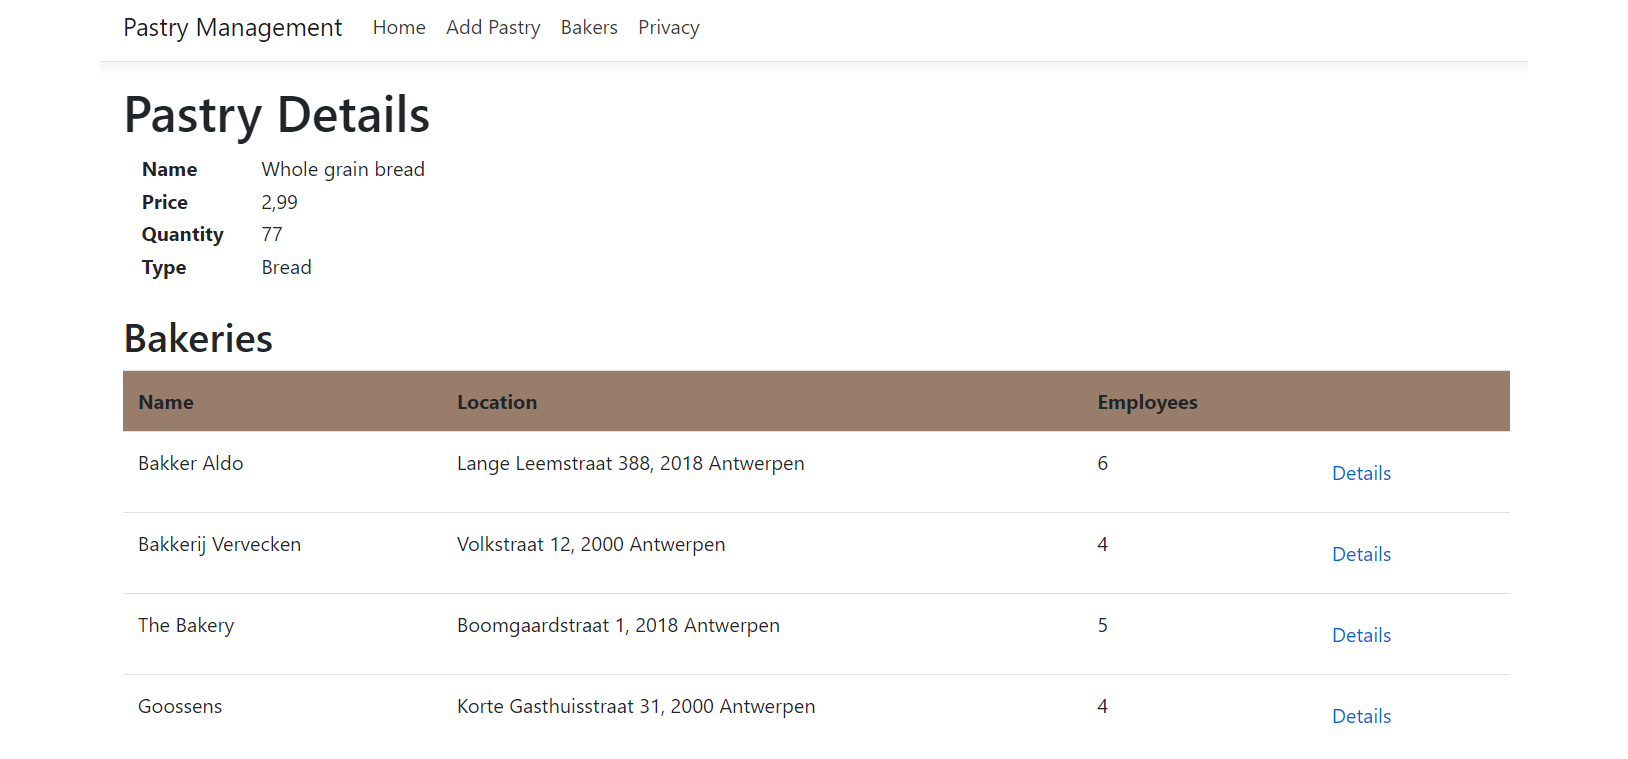 Pastry Management Home Add Pastry Bakers Privacy
Pastry Details
Name Whole grain bread
Price 2,99
Quantity 77
Type Bread
Bakeries
Name Location Employees
Bakker Aldo Lange Leemstraat 388, 2018 Antwerpen 6 Details
Bakkerij Vervecken Volkstraat 12, 2000 Antwerpen 4 Details
The Bakery Boomgaardstraat 1, 2018 Antwerpen 5 Details
Goossens Korte Gasthuisstraat 31, 2000 Antwerpen 4 Details